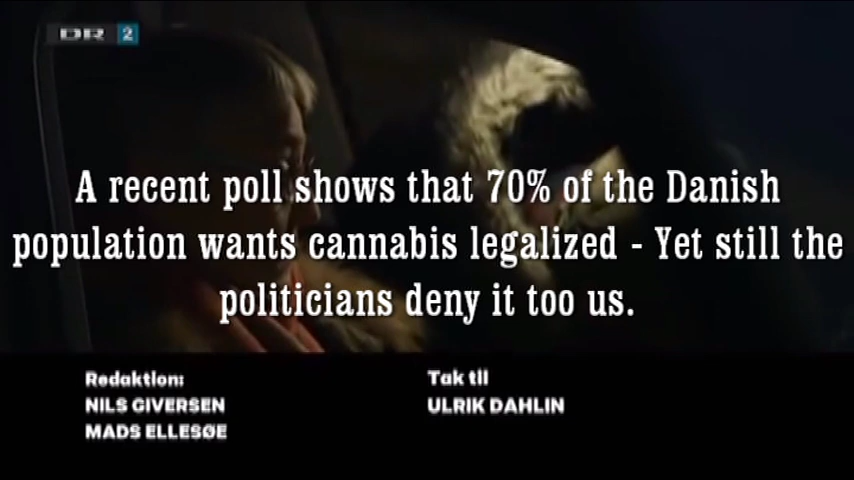 DR 2
A recent poll shows that 70% of the Danish
population wants cannabis legalized - Yet still the
politicians deny it too us.
Redaktion:
NILS GIVERSEN
MADS ELLESØE
Tak til
ULRIK DAHLIN